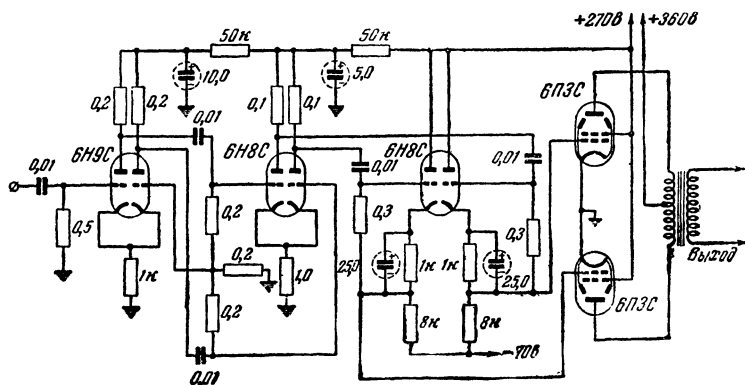 +270в +360в
50к 50к
10,0 5,0
0,2 0,2 0,1 0,1
6П3С
0,01
0,01 6Н9С 6Н8С 0,01 6Н8С 0,01
0,5 0,2 0,3 0,3
0,2
1к 1,0 25,0 1к 1к 25,0
Выход
0,2 8к 8к 6П3С
-70в
0,01